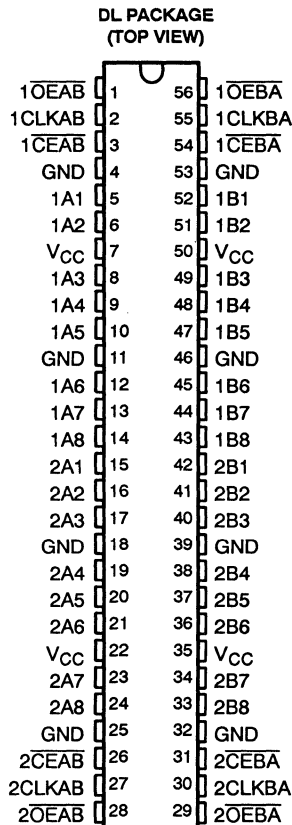 DL PACKAGE
(TOP VIEW)
1OEAB 1 56 1OEBA
1CLKAB 2 55 1CLKBA
1CEAB 3 54 1CEBA
GND 4 53 GND
1A1 5 52 1B1
1A2 6 51 1B2
VCC 7 50 VCC
1A3 8 49 1B3
1A4 9 48 1B4
1A5 10 47 1B5
GND 11 46 GND
1A6 12 45 1B6
1A7 13 44 1B7
1A8 14 43 1B8
2A1 15 42 2B1
2A2 16 41 2B2
2A3 17 40 2B3
GND 18 39 GND
2A4 19 38 2B4
2A5 20 37 2B5
2A6 21 36 2B6
VCC 22 35 VCC
2A7 23 34 2B7
2A8 24 33 2B8
GND 25 32 GND
2CEAB 26 31 2CEBA
2CLKAB 27 30 2CLKBA
2OEAB 28 29 2OEBA